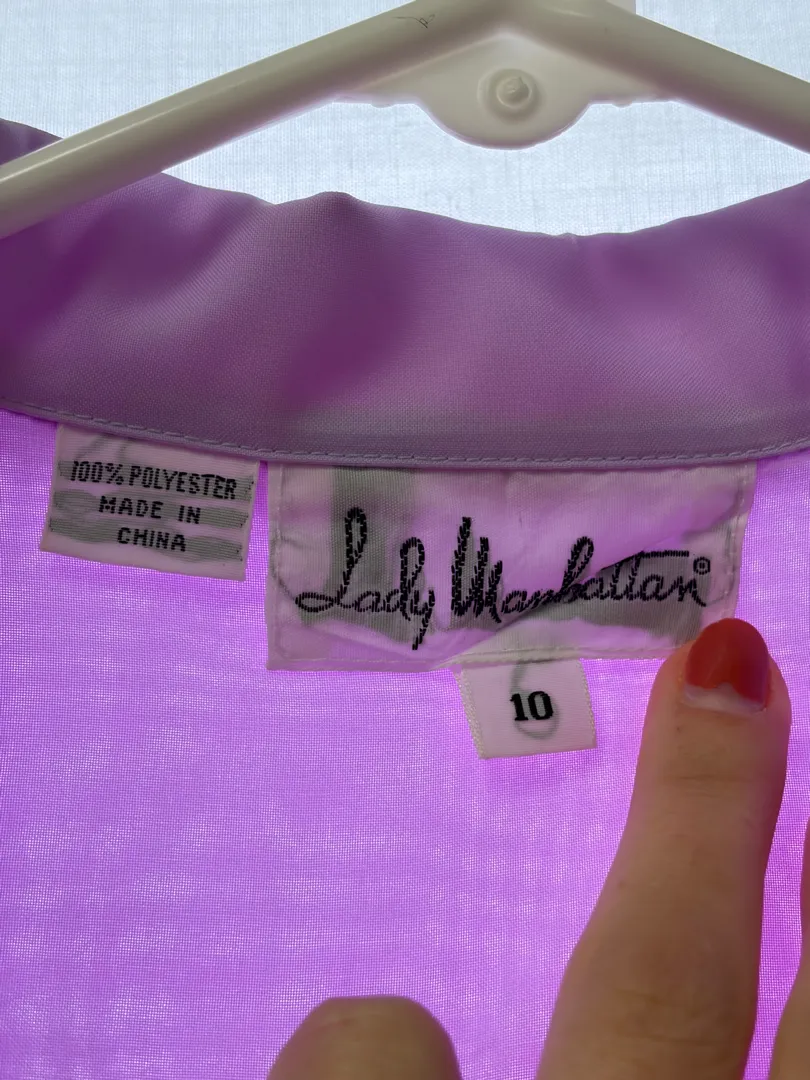 100% POLYESTER
MADE IN
CHINA
Lady Manhattan®
10